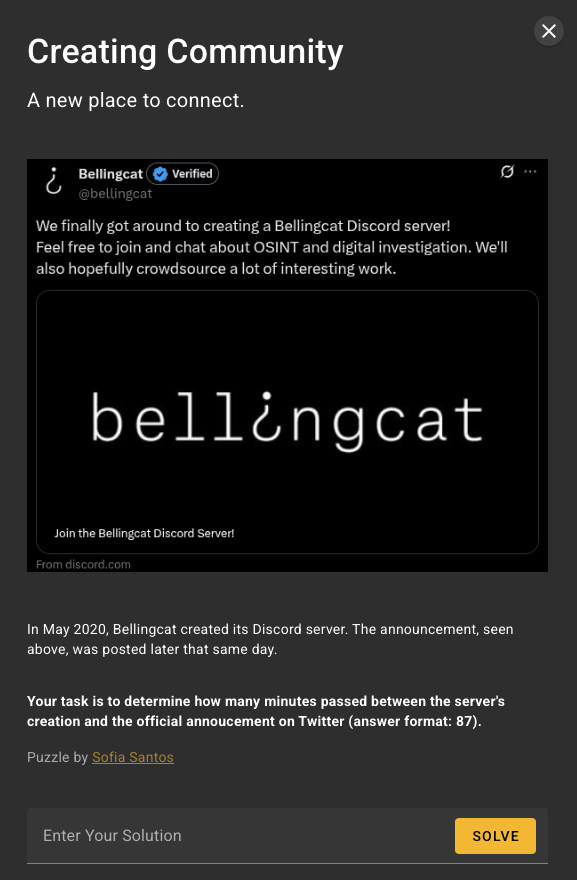 Creating Community
A new place to connect.
Bellingcat Verified
@bellingcat
We finally got around to creating a Bellingcat Discord server!
Feel free to join and chat about OSINT and digital investigation. We'll
also hopefully crowdsource a lot of interesting work.
bell¿ngcat
Join the Bellingcat Discord Server!
From discord.com
In May 2020, Bellingcat created its Discord server. The announcement, seen
above, was posted later that same day.
Your task is to determine how many minutes passed between the server's
creation and the official annoucement on Twitter (answer format: 87).
Puzzle by Sofia Santos
Enter Your Solution
SOLVE